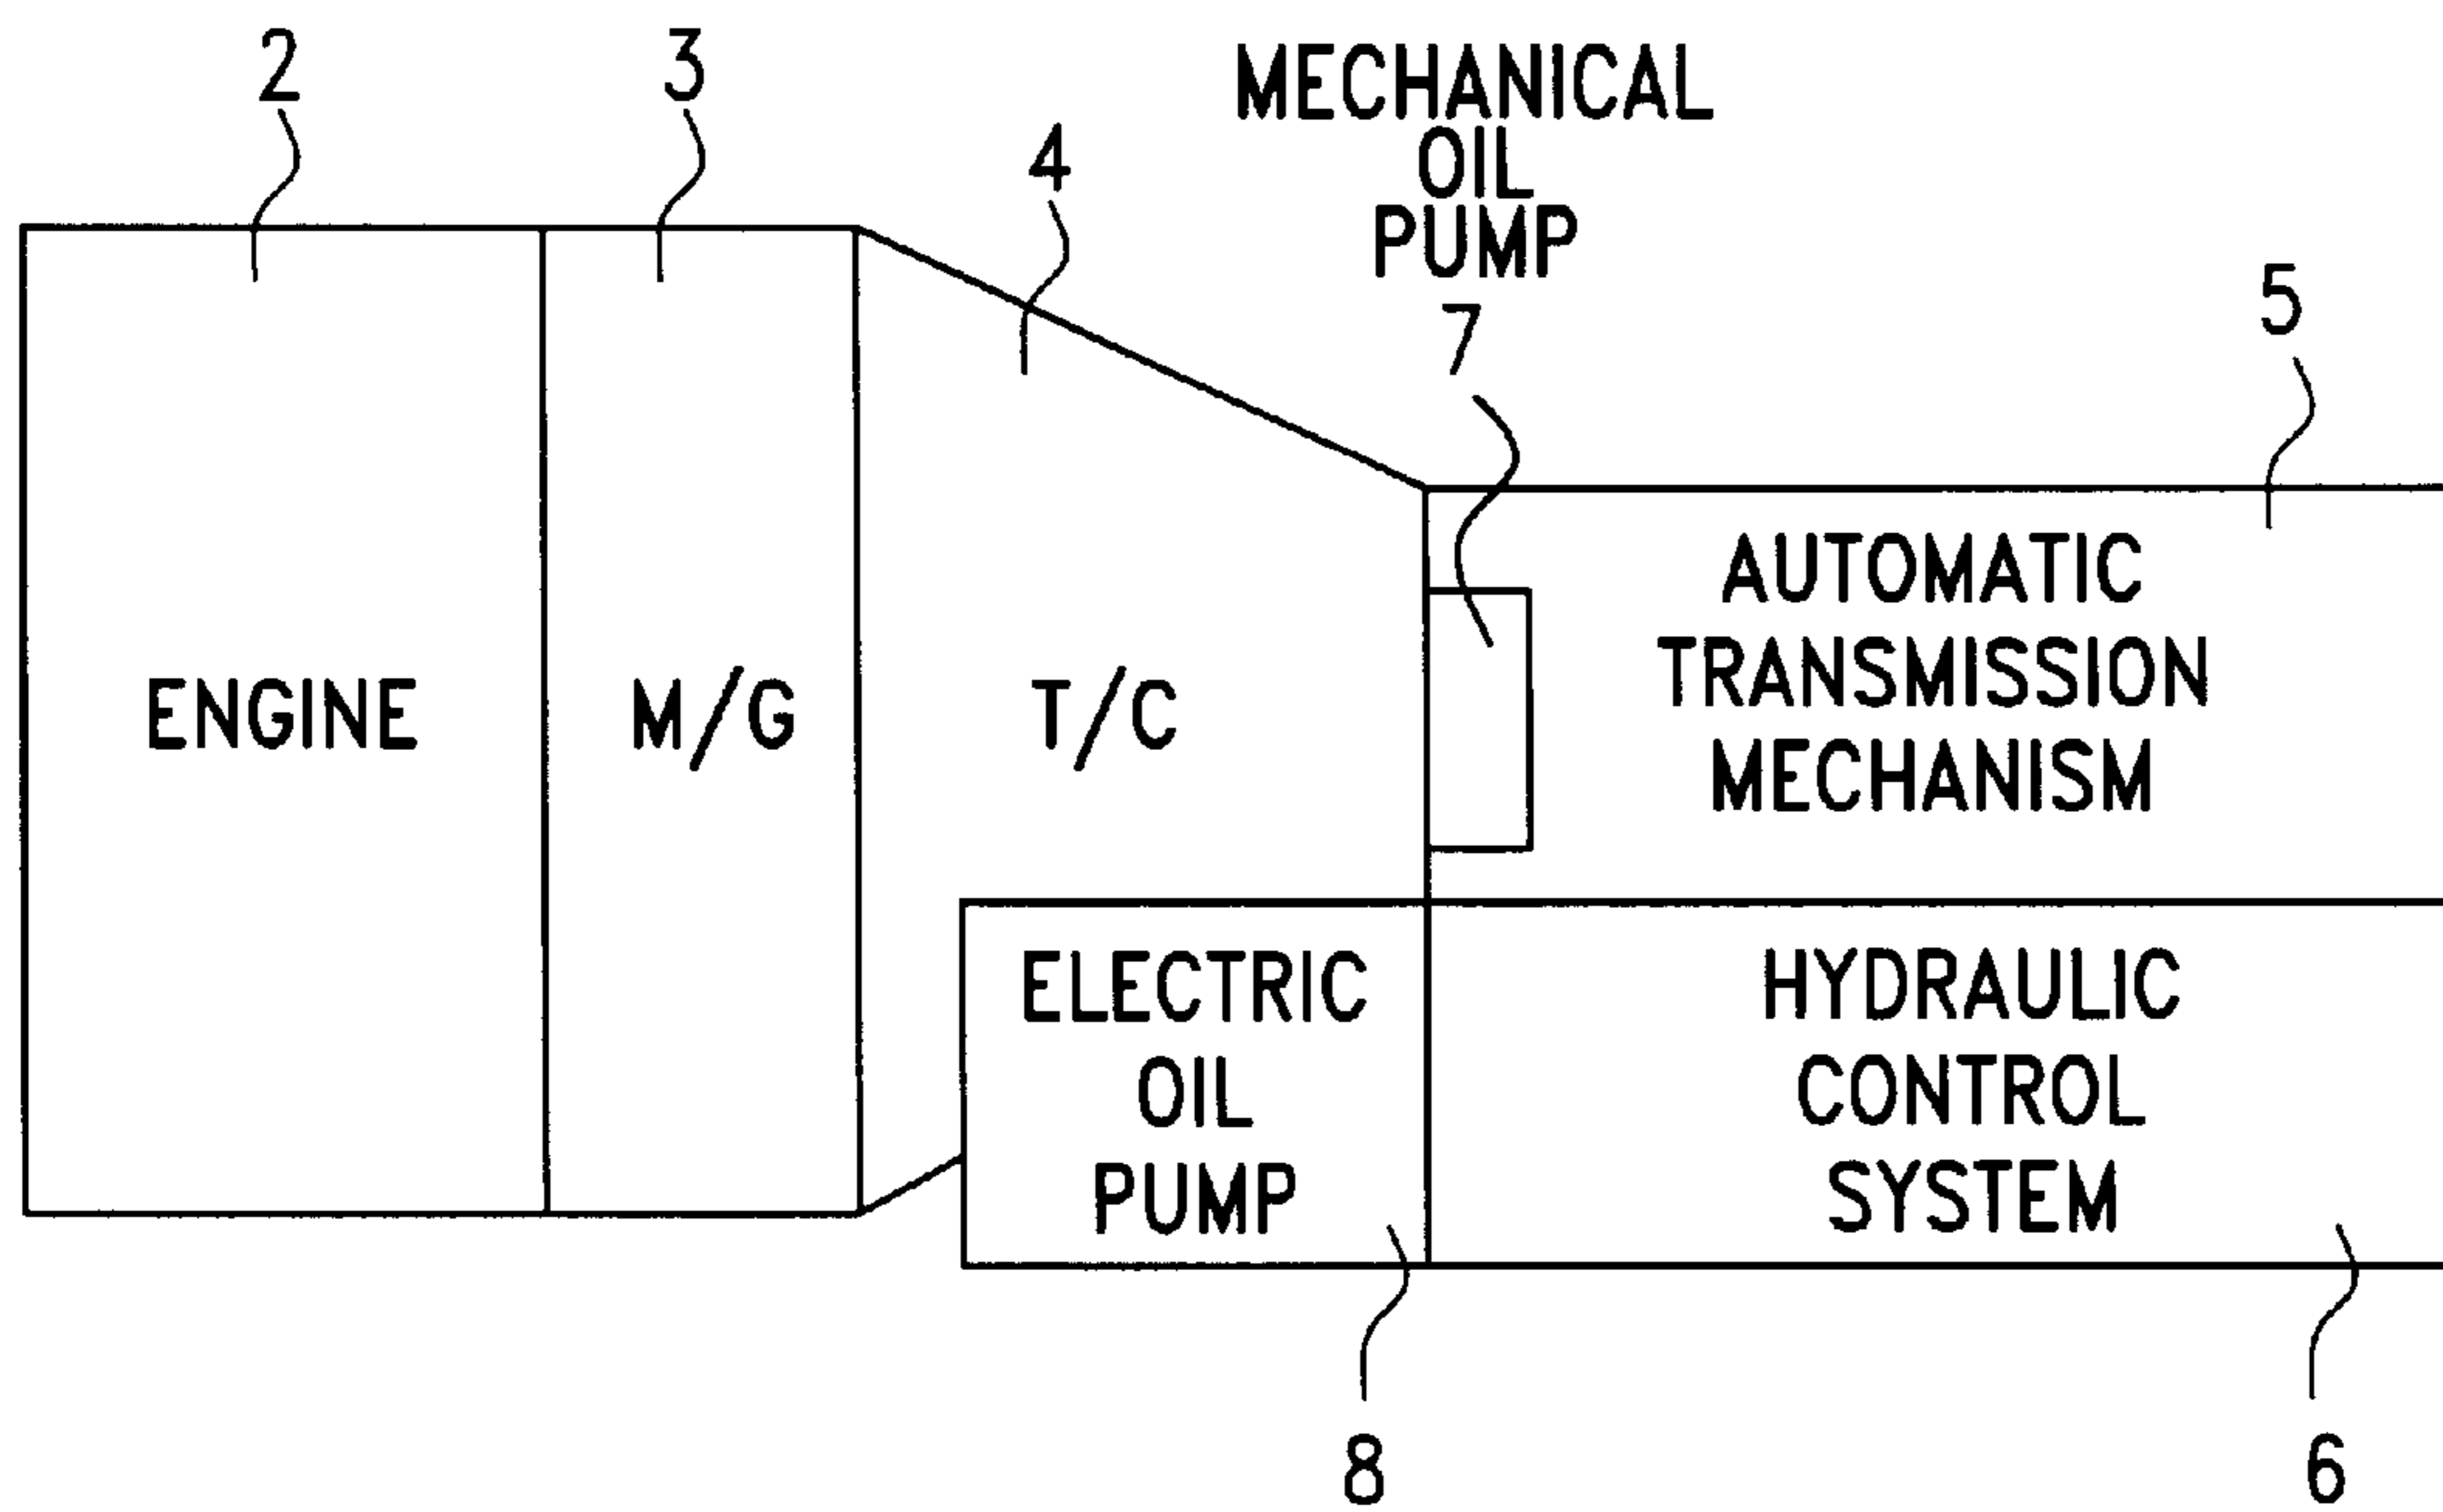 2
3
4
MECHANICAL
OIL
PUMP
7
5
ENGINE
M/G
T/C
AUTOMATIC
TRANSMISSION
MECHANISM
ELECTRIC
OIL
PUMP
HYDRAULIC
CONTROL
SYSTEM
8
6